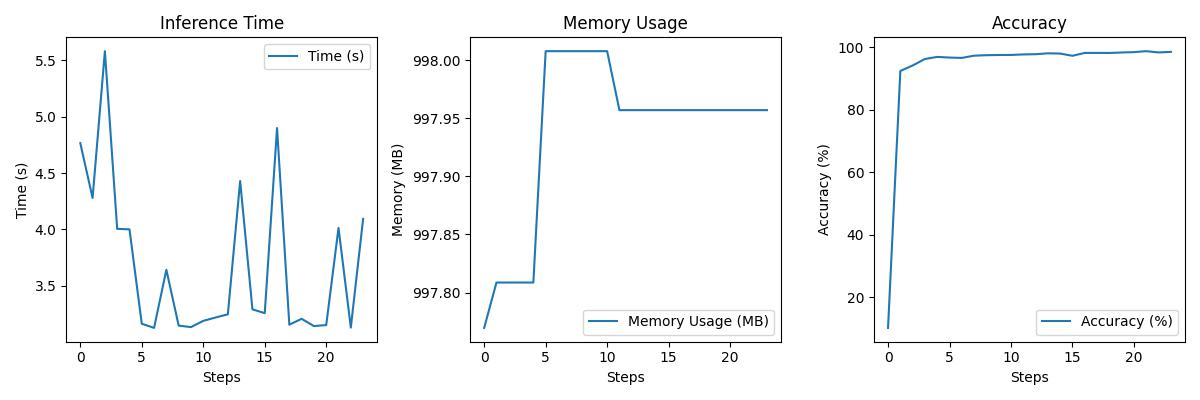 Inference Time
Time (s)
5.5
5.0
4.5
4.0
3.5
Time (s)
0 5 10 15 20
Steps
Memory Usage
998.00
997.95
997.90
997.85
997.80
Memory (MB)
Memory Usage (MB)
0 5 10 15 20
Steps
Accuracy
100
80
60
40
20
Accuracy (%)
Accuracy (%)
0 5 10 15 20
Steps